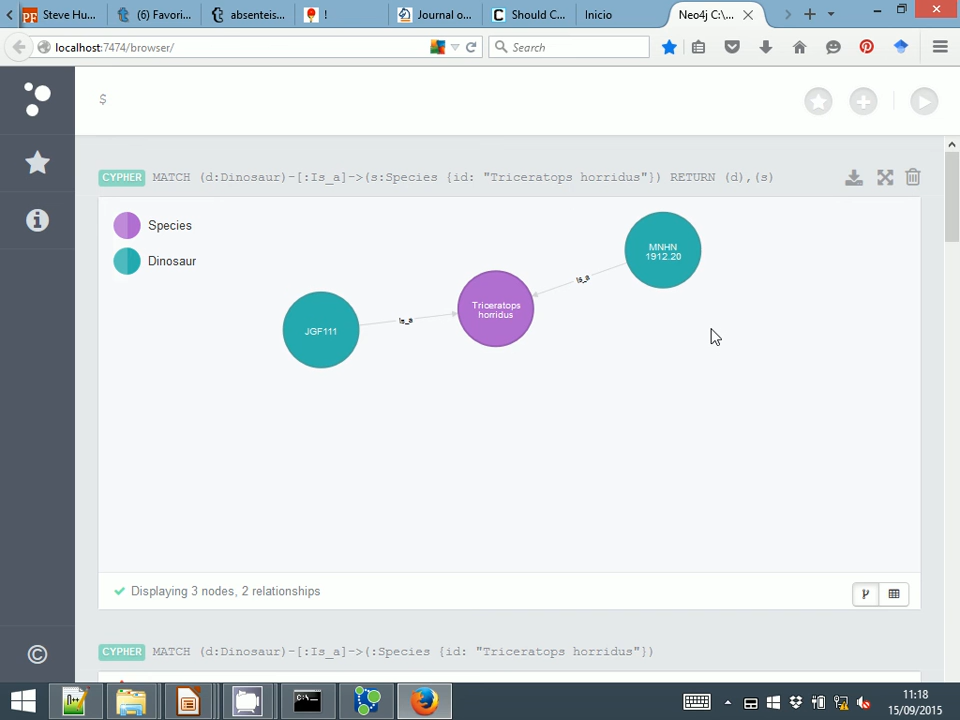 Steve Hu...
(6) Favori...
absenteis...
!
Journal o...
Should C...
Inicio
Neo4j C:\...
localhost:7474/browser/
Search
$
CYPHER MATCH (d:Dinosaur)-[:Is_a]->(s:Species {id: "Triceratops horridus"}) RETURN (d),(s)
Species
Dinosaur
MNHN
1912.20
Is_a
Triceratops
horridus
Is_a
JGF111
Displaying 3 nodes, 2 relationships
CYPHER MATCH (d:Dinosaur)-[:Is_a]->(:Species {id: "Triceratops horridus"})
11:18
15/09/2015